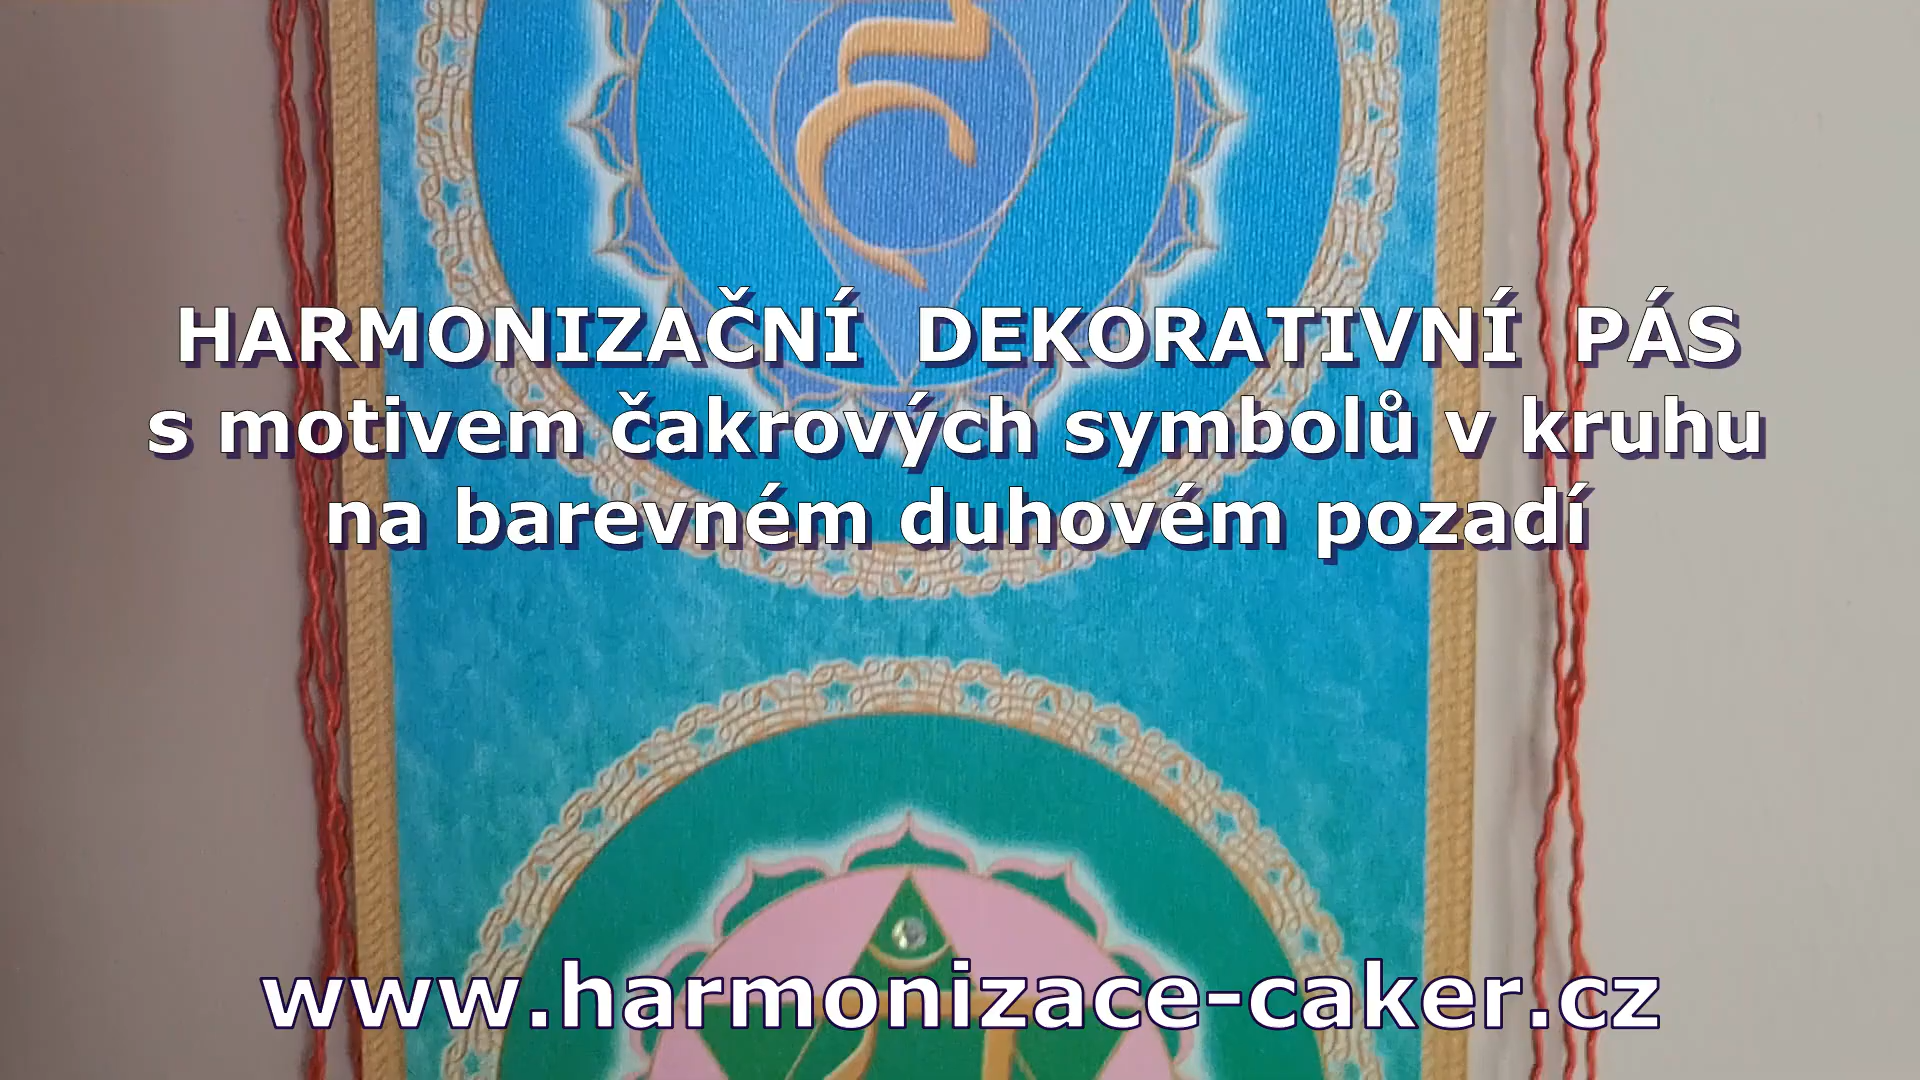 HARMONIZAČNÍ DEKORATIVNÍ PÁS
s motivem čakrových symbolů v kruhu
na barevném duhovém pozadí
www.harmonizace-caker.cz